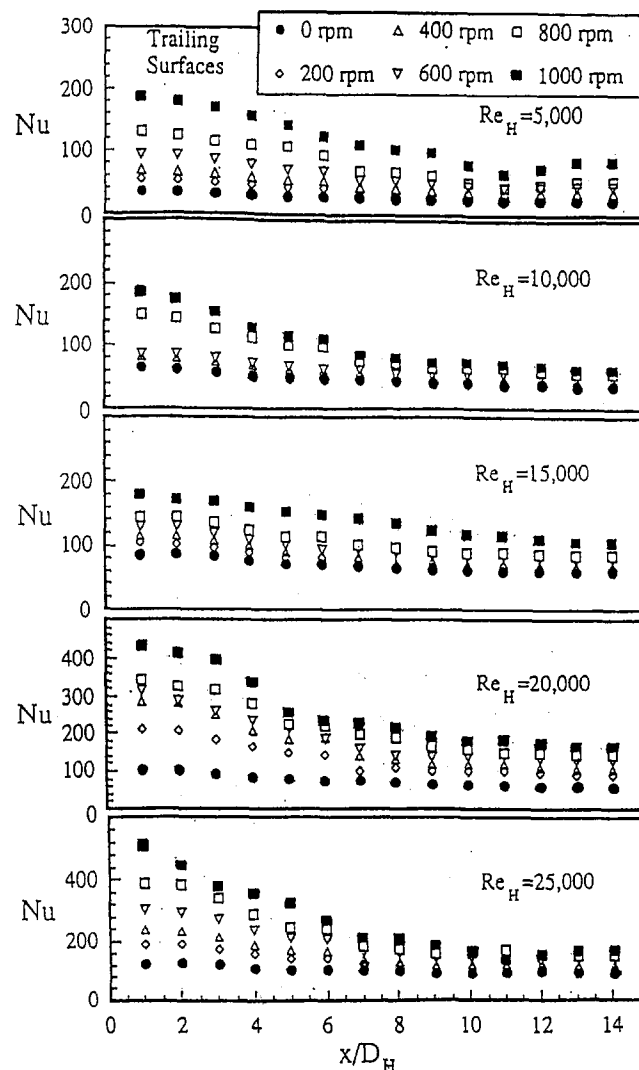 Trailing Surfaces
● 0 rpm △ 400 rpm □ 800 rpm
◇ 200 rpm ▽ 600 rpm ■ 1000 rpm
300
200
100
0
Nu
Re_H=5,000
200
100
0
Nu
Re_H=10,000
200
100
0
Nu
Re_H=15,000
400
300
200
100
0
Nu
Re_H=20,000
400
200
0
Nu
Re_H=25,000
0 2 4 6 8 10 12 14
x/D_H